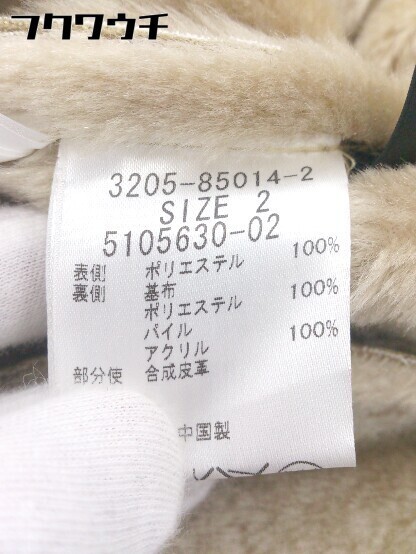 フクワウチ
3205-85014-2
SIZE 2
5105630-02
表側 ポリエステル 100%
裏側 基布
ポリエステル 100%
パイル
アクリル 100%
部分使 合成皮革
中国製